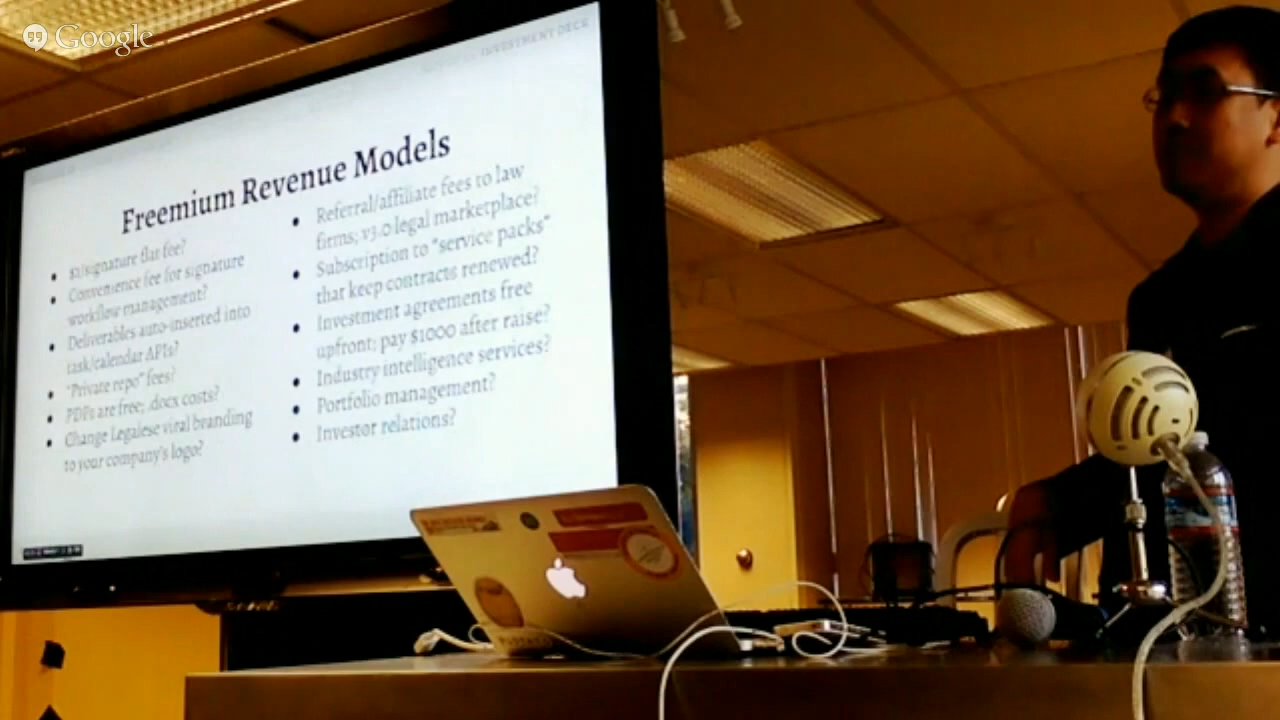 Google
INVESTMENT DECK
Freemium Revenue Models
• $1/signature flat fee?
• Convenience fee for signature
workflow management?
• Deliverables auto-inserted into
task/calendar APIs?
• "Private repo" fees?
• PDFs are free; .docx costs?
• Change Legalese viral branding
to your company's logo?
• Referral/affiliate fees to law
firms; v3.0 legal marketplace?
• Subscription to "service packs"
that keep contracts renewed?
• Investment agreements free
upfront; pay $1000 after raise?
• Industry intelligence services?
• Portfolio management?
• Investor relations?